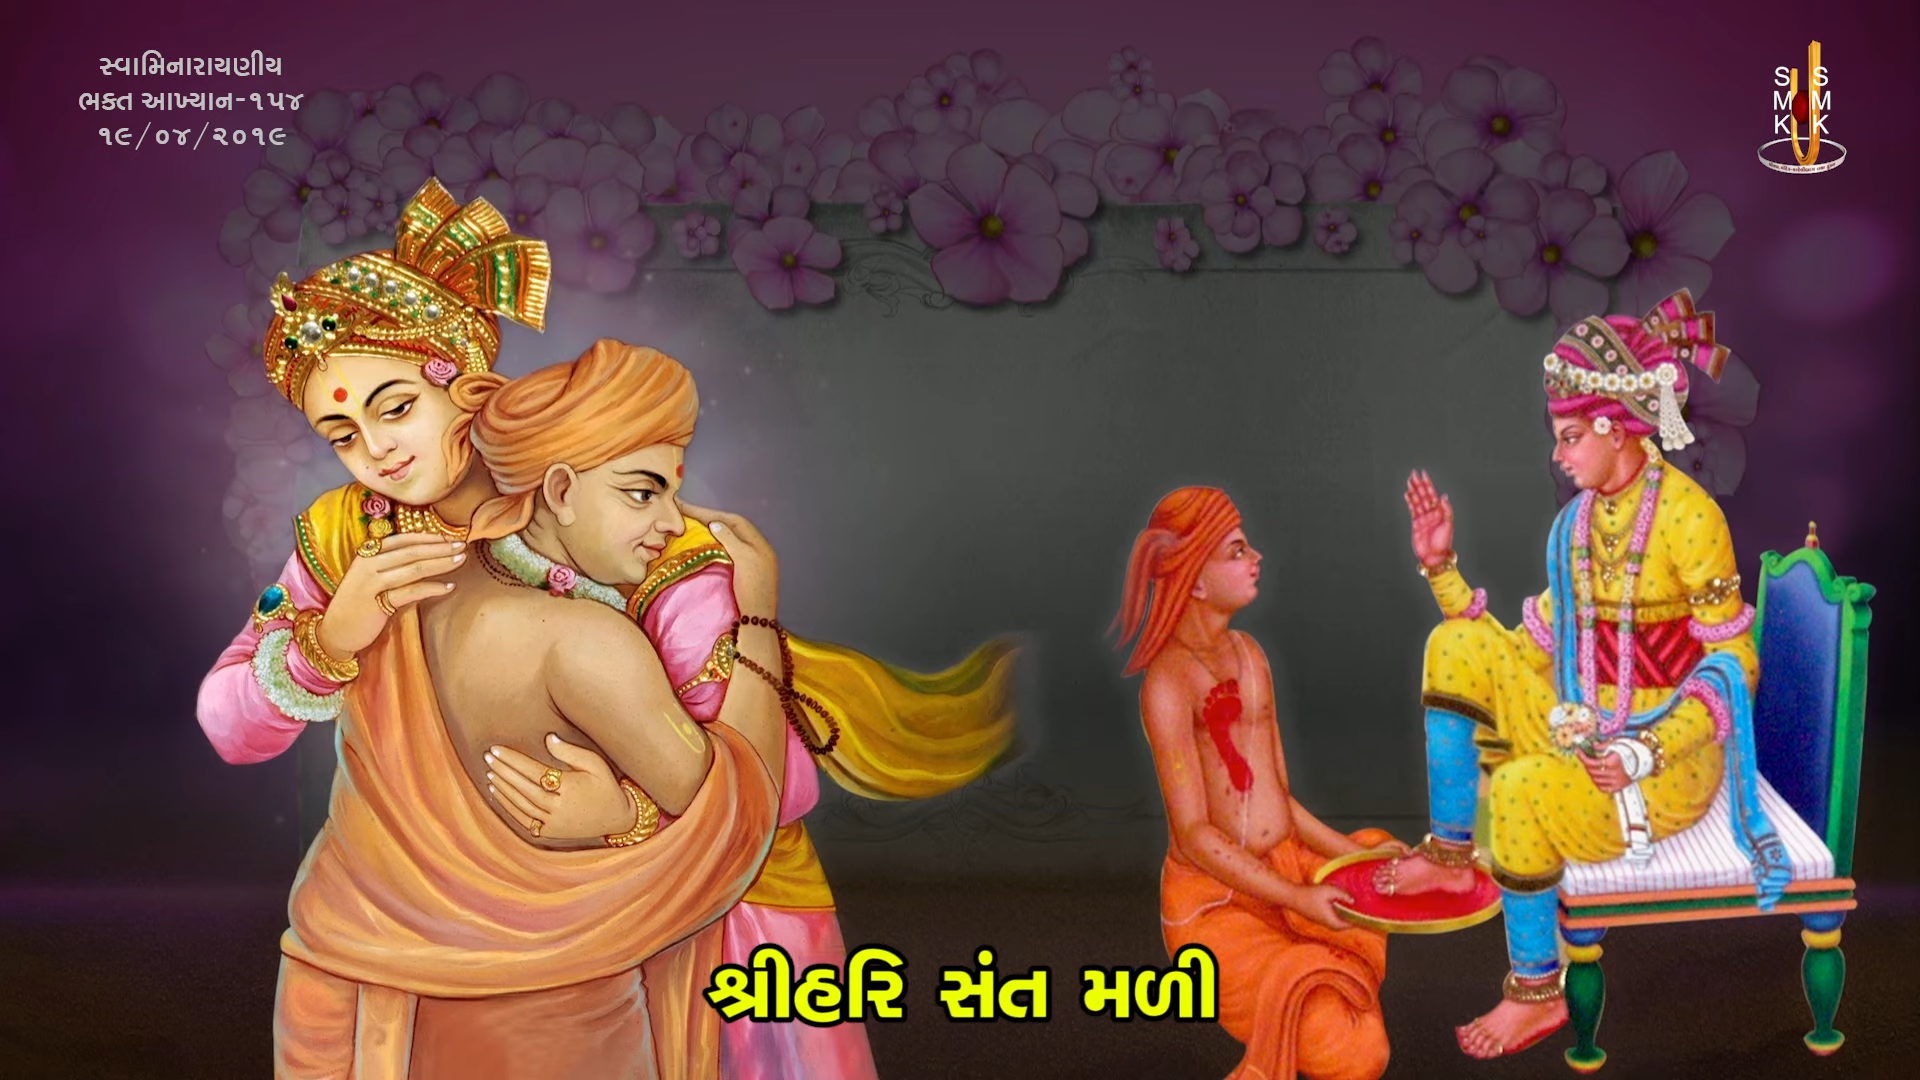 સ્વામિનારાયણીય
ભક્ત આખ્યાન-૧૫૪
૧૯/૦૪/૨૦૧૯
S S
M M
K K
શ્રીહરિ સંત મળી